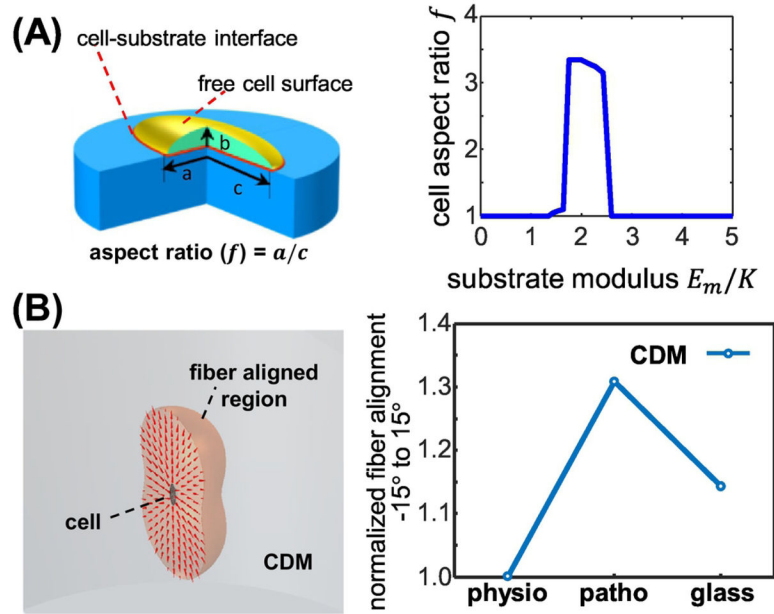 (A)
cell-substrate interface
free cell surface
b
a
c
aspect ratio (f) = a/c
cell aspect ratio f
4
3
2
1
0 1 2 3 4 5
substrate modulus E_m/K
(B)
fiber aligned
region
cell
CDM
normalized fiber alignment
-15° to 15°
1.4
1.3
1.2
1.1
1.0
CDM
physio patho glass